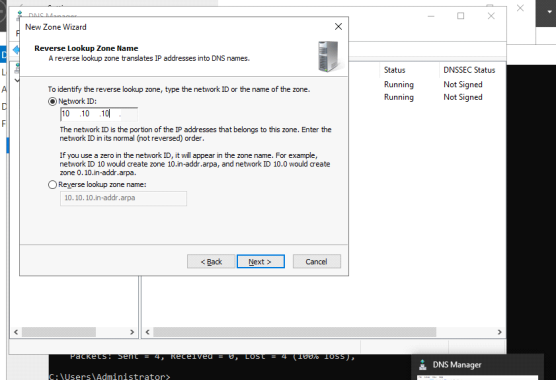 DNS Manager
New Zone Wizard
Reverse Lookup Zone Name
A reverse lookup zone translates IP addresses into DNS names.
Status DNSSEC Status
Running Not Signed
Running Not Signed
To identify the reverse lookup zone, type the network ID or the name of the zone.
Network ID:
10 .10 .10 .
The network ID is the portion of the IP addresses that belongs to this zone. Enter the
network ID in its normal (not reversed) order.
If you use a zero in the network ID, it will appear in the zone name. For example,
network ID 10 would create zone 10.in-addr.arpa, and network ID 10.0 would create
zone 0.10.in-addr.arpa.
Reverse lookup zone name:
10.10.10.in-addr.arpa
< Back Next > Cancel
Packets: Sent = 4, Received = 0, Lost = 4 (100% loss),
DNS Manager
C:\Users\Administrator>